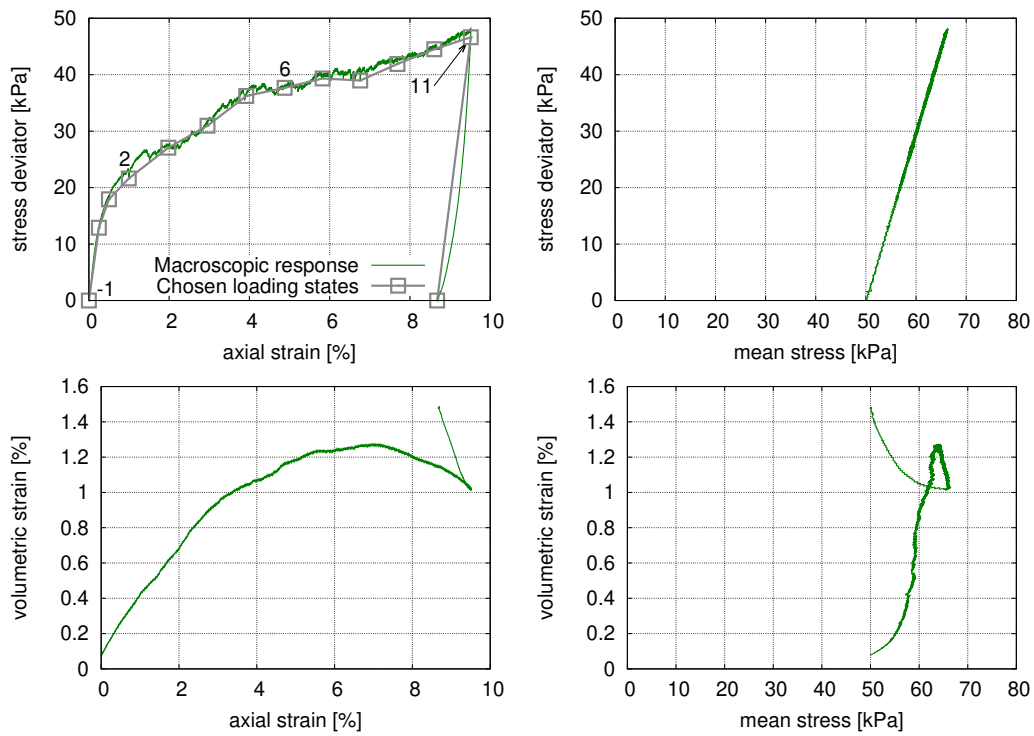 50
40
30
20
10
0
stress deviator [kPa]
2
6
11
-1
Macroscopic response
Chosen loading states
0 2 4 6 8 10
axial strain [%]
50
40
30
20
10
0
stress deviator [kPa]
0 10 20 30 40 50 60 70 80
mean stress [kPa]
1.6
1.4
1.2
1
0.8
0.6
0.4
0.2
0
volumetric strain [%]
0 2 4 6 8 10
axial strain [%]
1.6
1.4
1.2
1
0.8
0.6
0.4
0.2
0
volumetric strain [%]
0 10 20 30 40 50 60 70 80
mean stress [kPa]